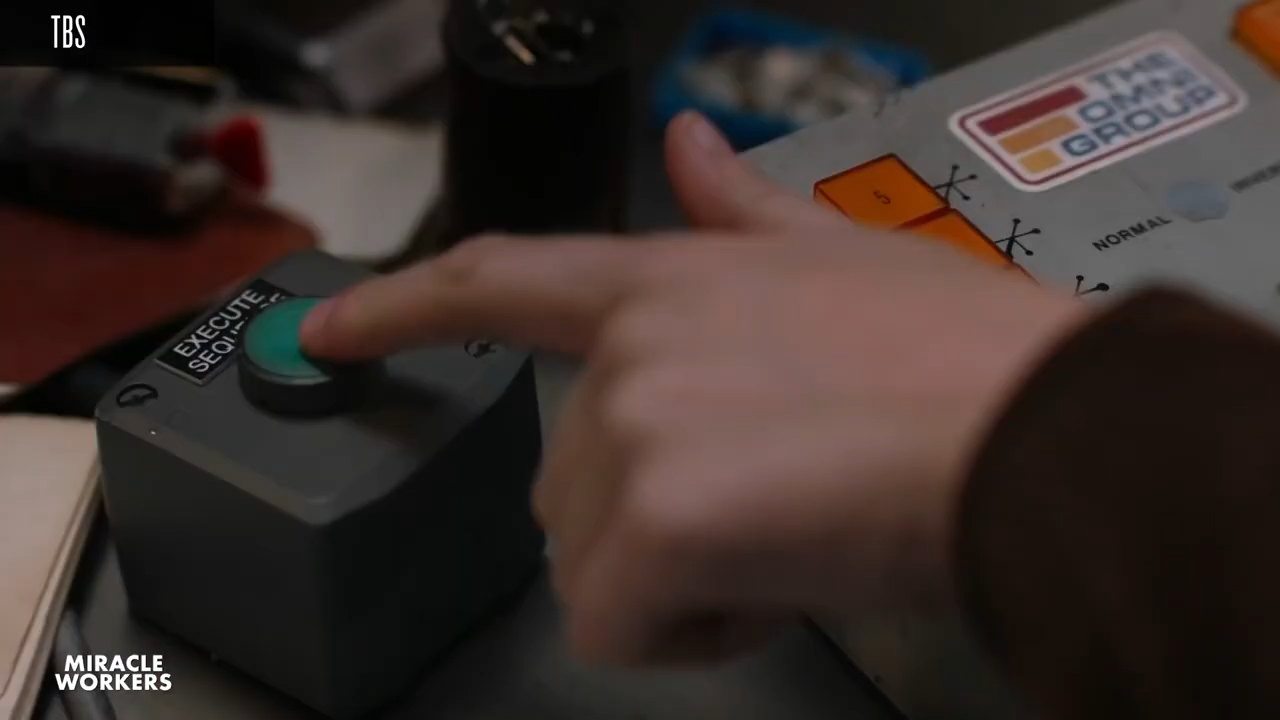 TBS
THE
OMNI
GROUP
5
NORMAL
EXECUTE
MIRACLE
WORKERS